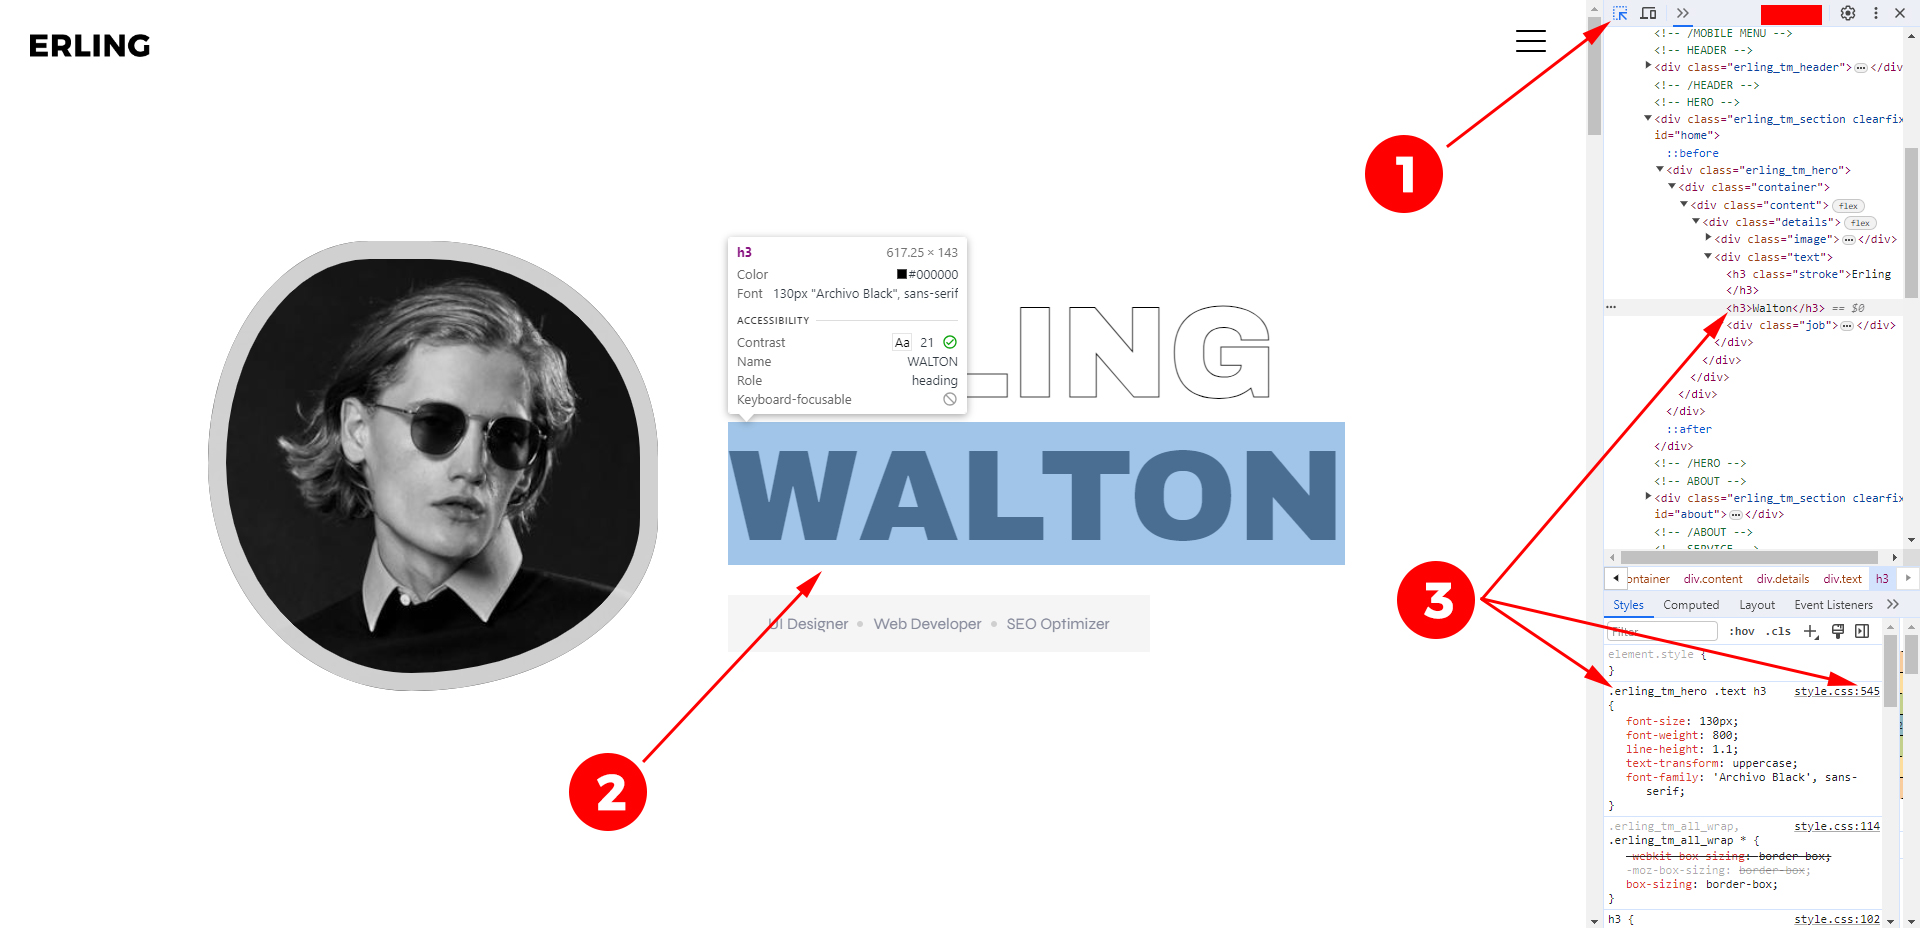 ERLING
1
2
3
h3 617.25 × 143
Color #000000
Font 130px "Archivo Black", sans-serif
ACCESSIBILITY
Contrast Aa 21
Name WALTON
Role heading
Keyboard-focusable
LING
WALTON
UI Designer • Web Developer • SEO Optimizer
<!-- /MOBILE MENU -->
<!-- HEADER -->
<div class="erling_tm_header">…</div
<!-- /HEADER -->
<!-- HERO -->
<div class="erling_tm_section clearfix
id="home">
::before
<div class="erling_tm_hero">
<div class="container">
<div class="content"> flex
<div class="details"> flex
<div class="image">…</div>
<div class="text">
<h3 class="stroke">Erling
</h3>
<h3>Walton</h3> == $0
<div class="job">…</div>
</div>
</div>
</div>
</div>
</div>
::after
</div>
<!-- /HERO -->
<!-- ABOUT -->
<div class="erling_tm_section clearfix
id="about">…</div>
<!-- /ABOUT -->
<!-- SERVICE -->
ontainer div.content div.details div.text h3
Styles Computed Layout Event Listeners
Filter :hov .cls
element.style {
}
.erling_tm_hero .text h3 style.css:545
{
font-size: 130px;
font-weight: 800;
line-height: 1.1;
text-transform: uppercase;
font-family: 'Archivo Black', sans-
serif;
}
.erling_tm_all_wrap, style.css:114
.erling_tm_all_wrap * {
-webkit-box-sizing: border-box;
-moz-box-sizing: border-box;
box-sizing: border-box;
}
h3 { style.css:102